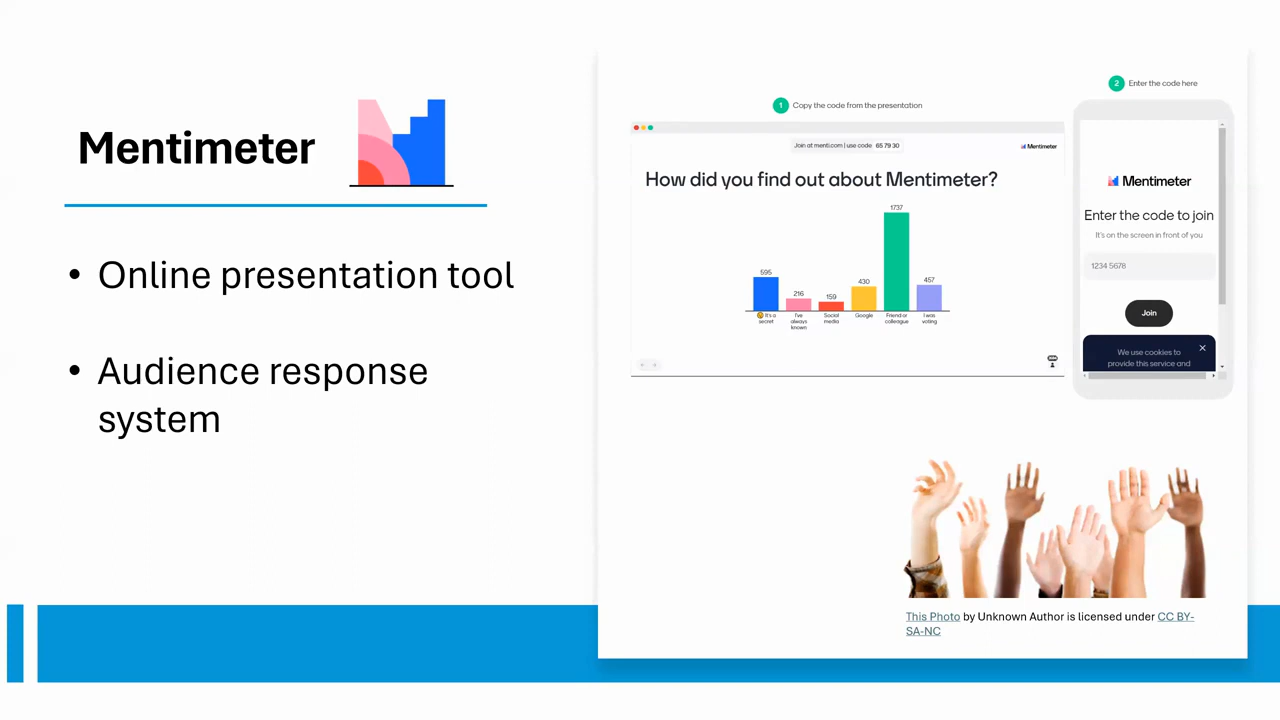 Mentimeter
• Online presentation tool
• Audience response
system
1 Copy the code from the presentation
Join at menti.com | use code 65 79 30
Mentimeter
How did you find out about Mentimeter?
595
216
159
430
1737
457
It's a
secret
I've
always
known
Social
media
Google
Friend or
colleague
I was
voting
2 Enter the code here
Mentimeter
Enter the code to join
It's on the screen in front of you
1234 5678
Join
We use cookies to
provide this service and
This Photo by Unknown Author is licensed under CC BY-
SA-NC